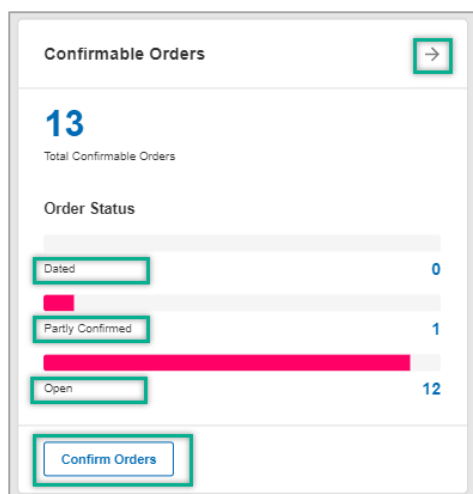 Confirmable Orders
13
Total Confirmable Orders
Order Status
Dated 0
Partly Confirmed 1
Open 12
Confirm Orders